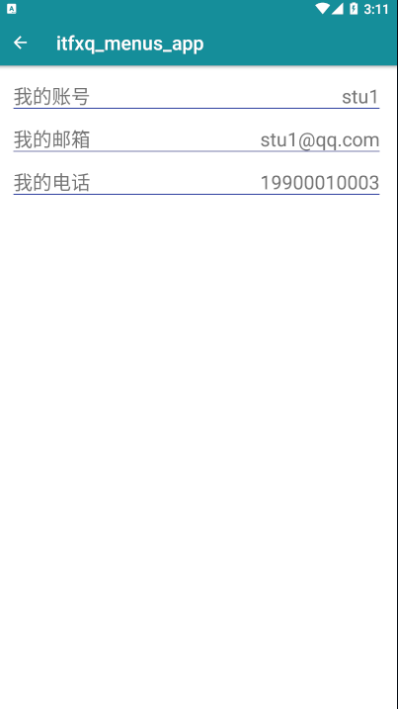 3:11
itfxq_menus_app
我的账号 stu1
我的邮箱 stu1@qq.com
我的电话 19900010003